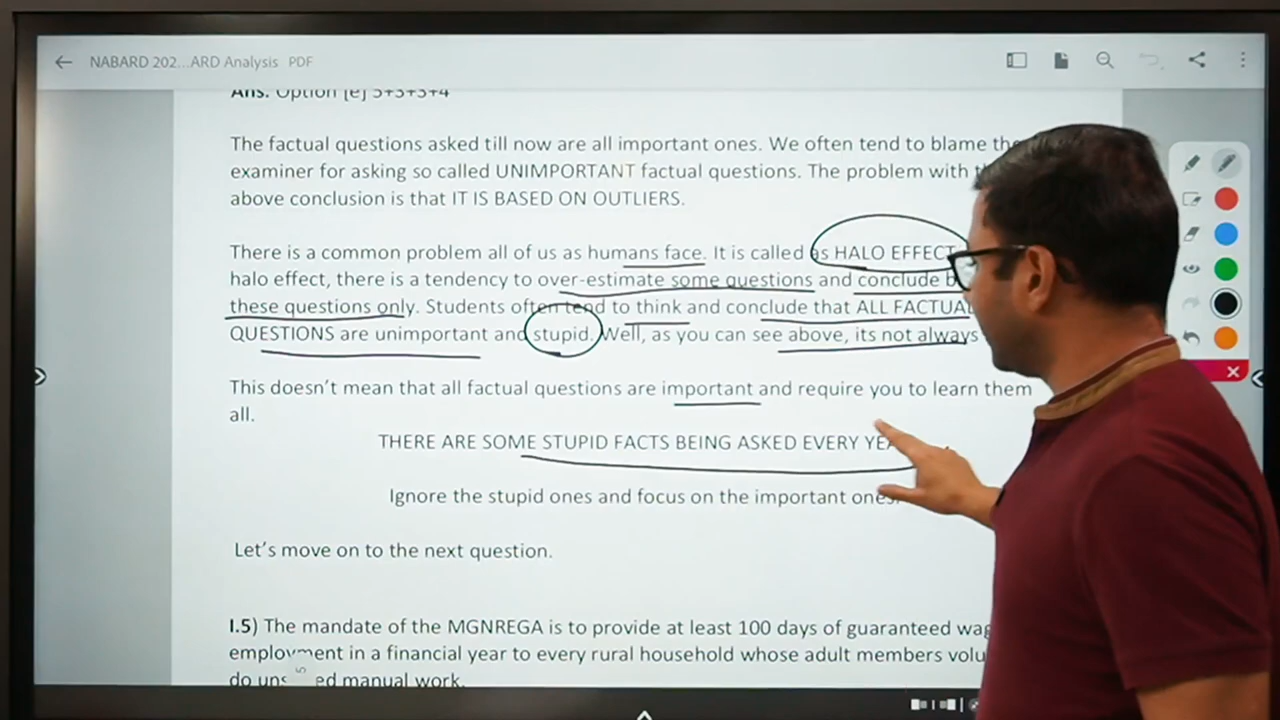 NABARD 202...ARD Analysis PDF
Ans. Option [e] 5+3+3+4
The factual questions asked till now are all important ones. We often tend to blame the
examiner for asking so called UNIMPORTANT factual questions. The problem with
above conclusion is that IT IS BASED ON OUTLIERS.
There is a common problem all of us as humans face. It is called as HALO EFFECT
halo effect, there is a tendency to over-estimate some questions and conclude
these questions only. Students often tend to think and conclude that ALL FACTUAL
QUESTIONS are unimportant and stupid. Well, as you can see above, its not always
This doesn't mean that all factual questions are important and require you to learn them
all.
THERE ARE SOME STUPID FACTS BEING ASKED EVERY
Ignore the stupid ones and focus on the important ones.
Let's move on to the next question.
I.5) The mandate of the MGNREGA is to provide at least 100 days of guaranteed
employment in a financial year to every rural household whose adult members
do manual work.